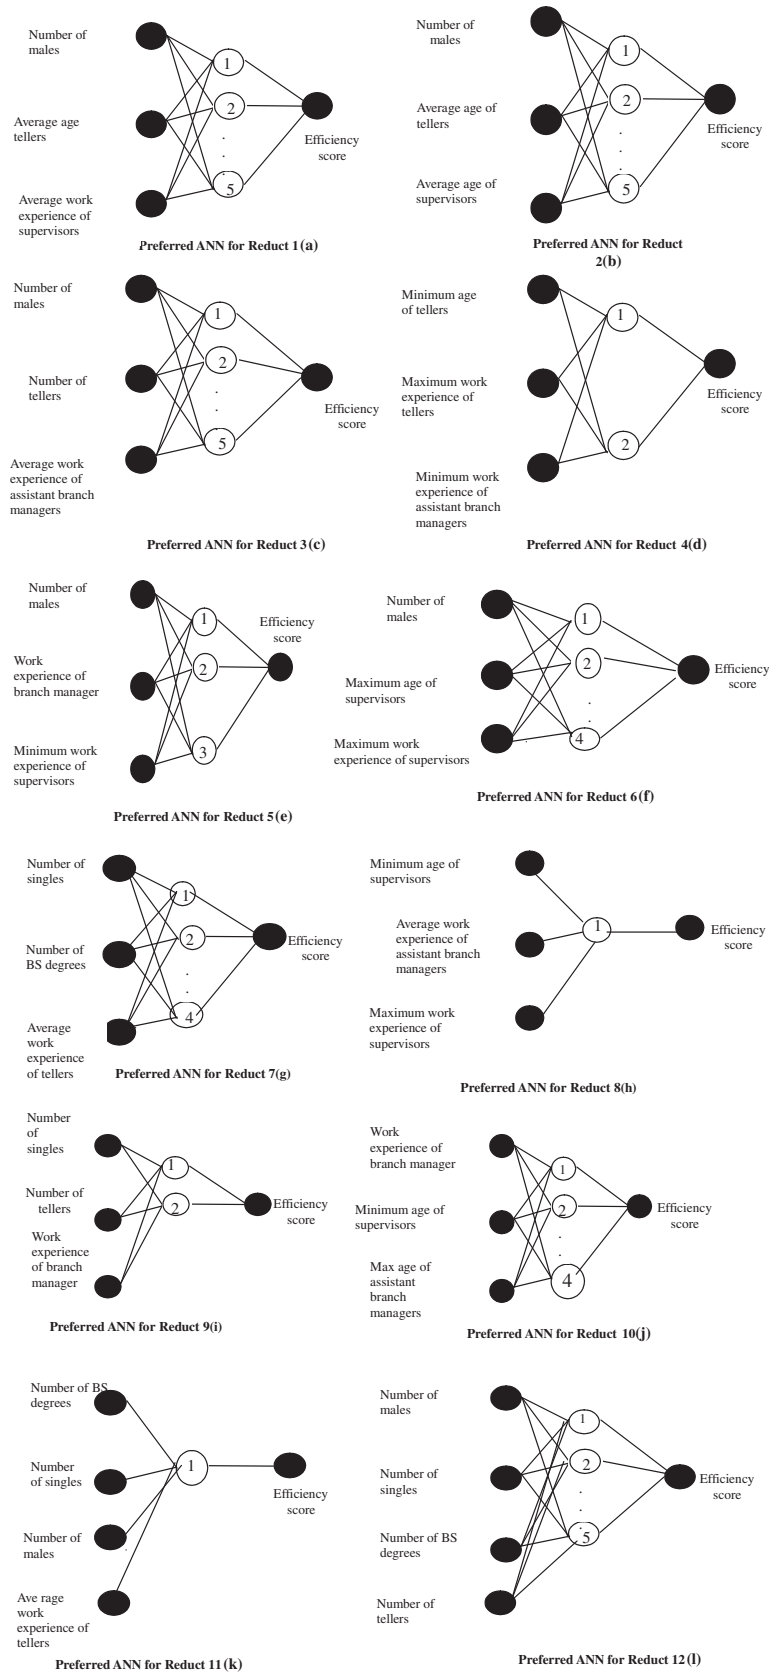 Number of
males
1
Average age
tellers
2
.
.
.
5
Efficiency
score
Average work
experience of
supervisors
Preferred ANN for Reduct 1(a)
Number of
males
1
Average age of
tellers
2
.
.
.
5
Efficiency
score
Average age of
supervisors
Preferred ANN for Reduct
2(b)
Number of
males
1
Number of
tellers
2
.
.
.
5
Efficiency
score
Average work
experience of
assistant branch
managers
Preferred ANN for Reduct 3(c)
Minimum age
of tellers
1
Maximum work
experience of
tellers
2
Efficiency
score
Minimum work
experience of
assistant branch
managers
Preferred ANN for Reduct 4(d)
Number of
males
1
Efficiency
score
Work
experience of
branch manager
2
3
Minimum work
experience of
supervisors
Preferred ANN for Reduct 5(e)
Number of
males
1
2
.
.
4
Efficiency
score
Maximum age of
supervisors
Maximum work
experience of supervisors
Preferred ANN for Reduct 6(f)
Number of
singles
1
Number of
BS degrees
2
.
.
4
Efficiency
score
Average
work
experience
of tellers
Preferred ANN for Reduct 7(g)
Minimum age of
supervisors
Average work
experience of
assistant branch
managers
1
Efficiency
score
Maximum work
experience of
supervisors
Preferred ANN for Reduct 8(h)
Number
of
singles
1
Number of
tellers
2
Efficiency
score
Work
experience
of branch
manager
Preferred ANN for Reduct 9(i)
Work
experience of
branch manager
1
Minimum age of
supervisors
2
.
.
4
Efficiency
score
Max age of
assistant
branch
managers
Preferred ANN for Reduct 10(j)
Number of BS
degrees
Number
of singles
1
Efficiency
score
Number of
males
Ave rage
work
experience of
tellers
Preferred ANN for Reduct 11(k)
Number of
males
1
Number of
singles
2
.
.
.
5
Efficiency
score
Number of BS
degrees
Number of
tellers
Preferred ANN for Reduct 12(l)